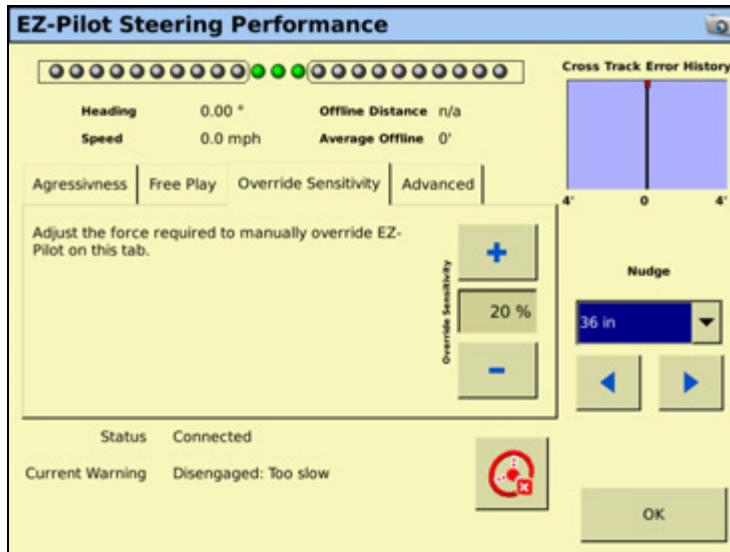 EZ-Pilot Steering Performance
Heading 0.00 ° Offline Distance n/a
Speed 0.0 mph Average Offline 0'
Cross Track Error History
4' 0 4'
Agressivness Free Play Override Sensitivity Advanced
Adjust the force required to manually override EZ-
Pilot on this tab.
Override Sensitivity
+
20 %
-
Nudge
36 in
Status Connected
Current Warning Disengaged: Too slow
OK